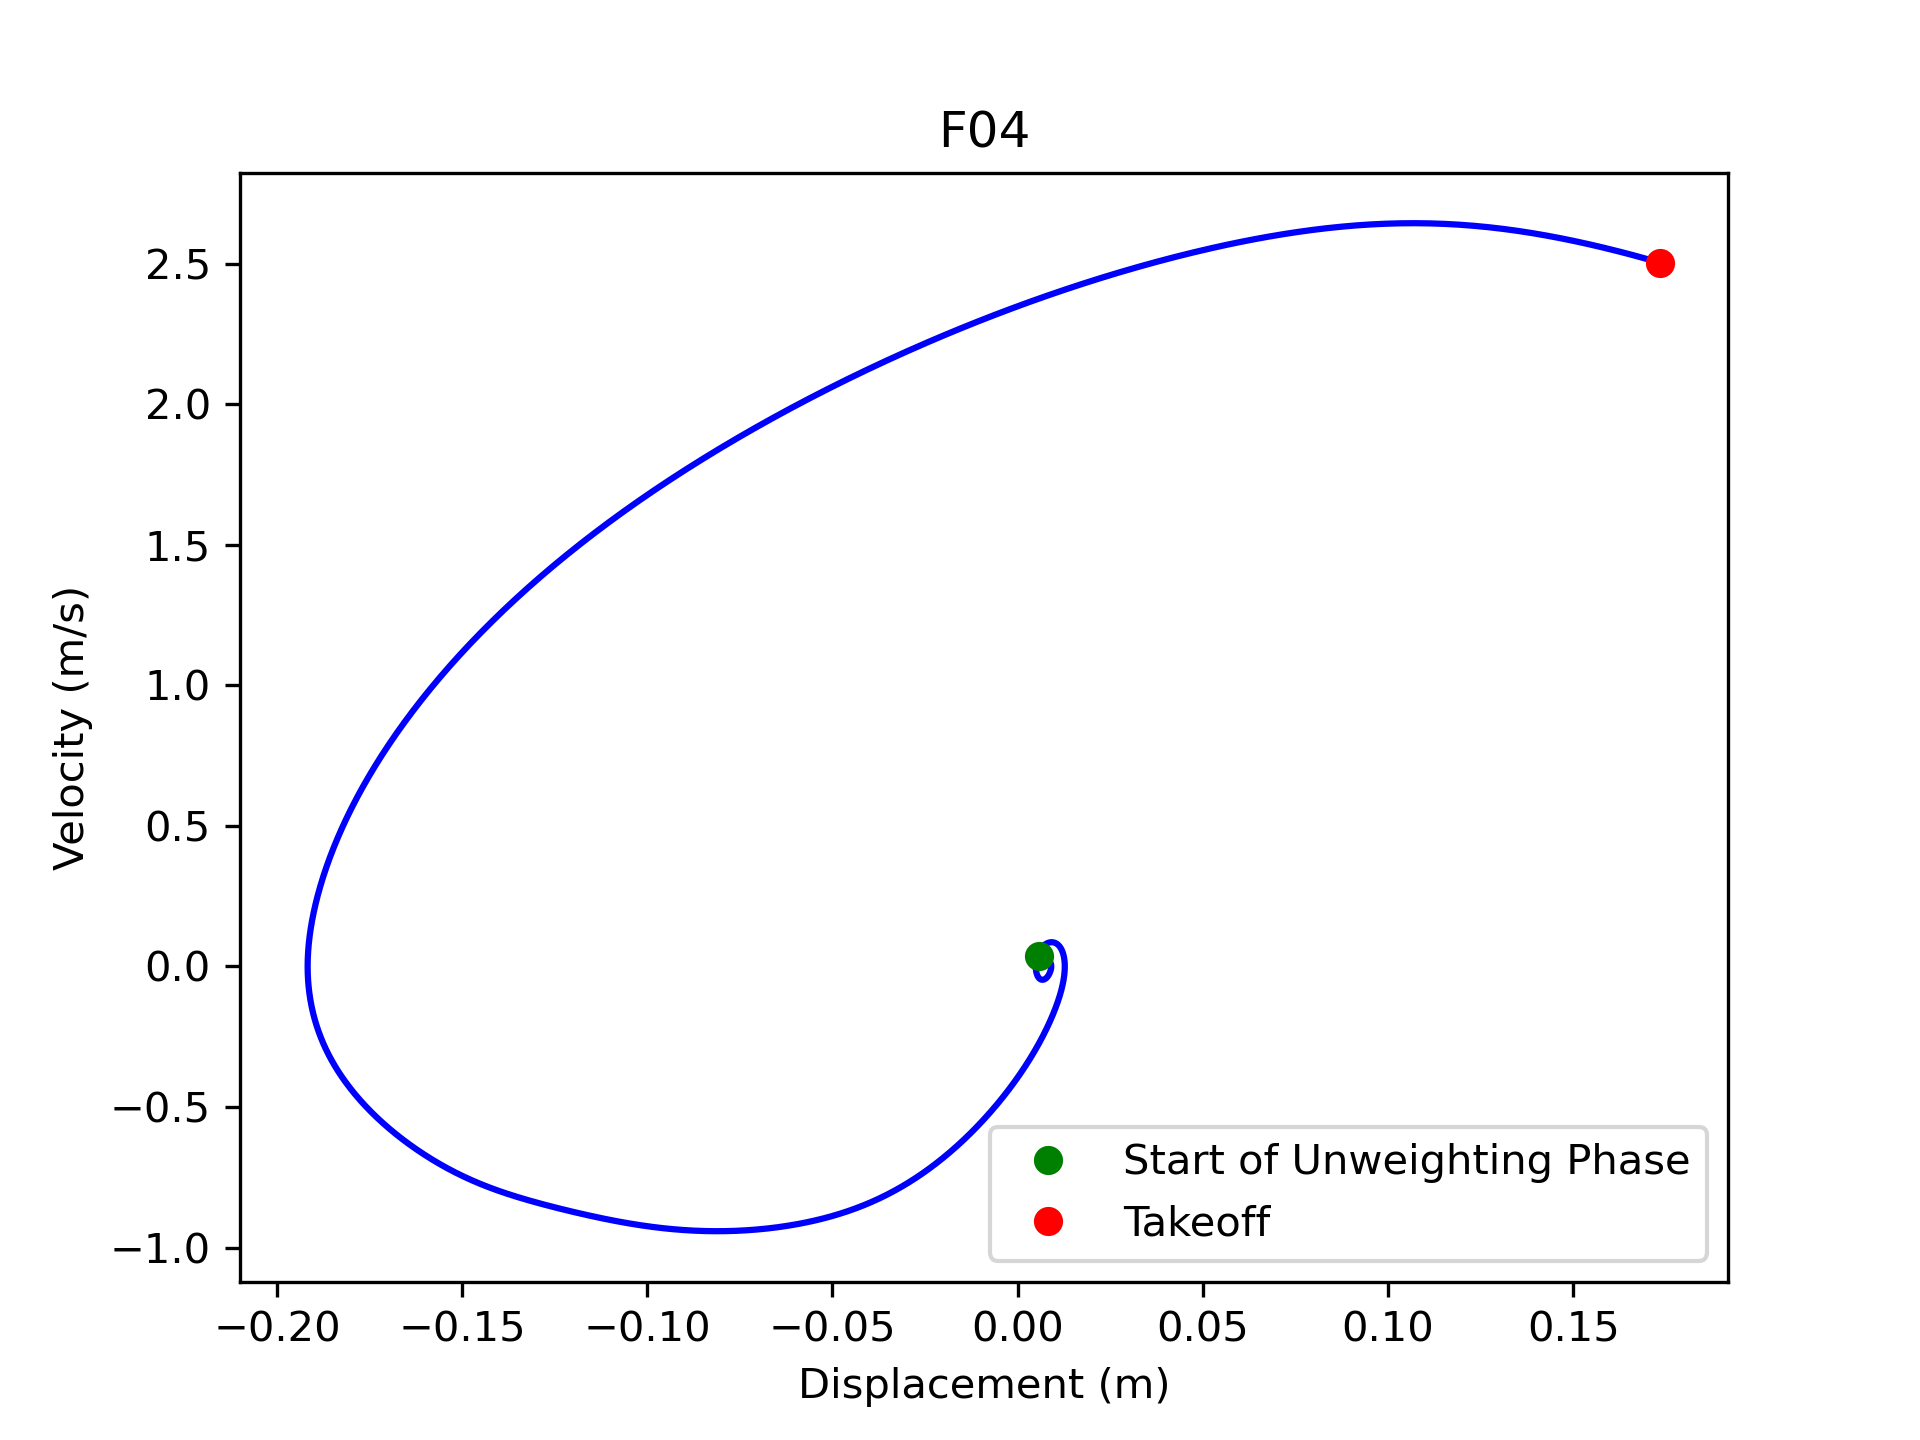 F04
Velocity (m/s)
2.5
2.0
1.5
1.0
0.5
0.0
−0.5
−1.0
Start of Unweighting Phase
Takeoff
−0.20 −0.15 −0.10 −0.05 0.00 0.05 0.10 0.15
Displacement (m)